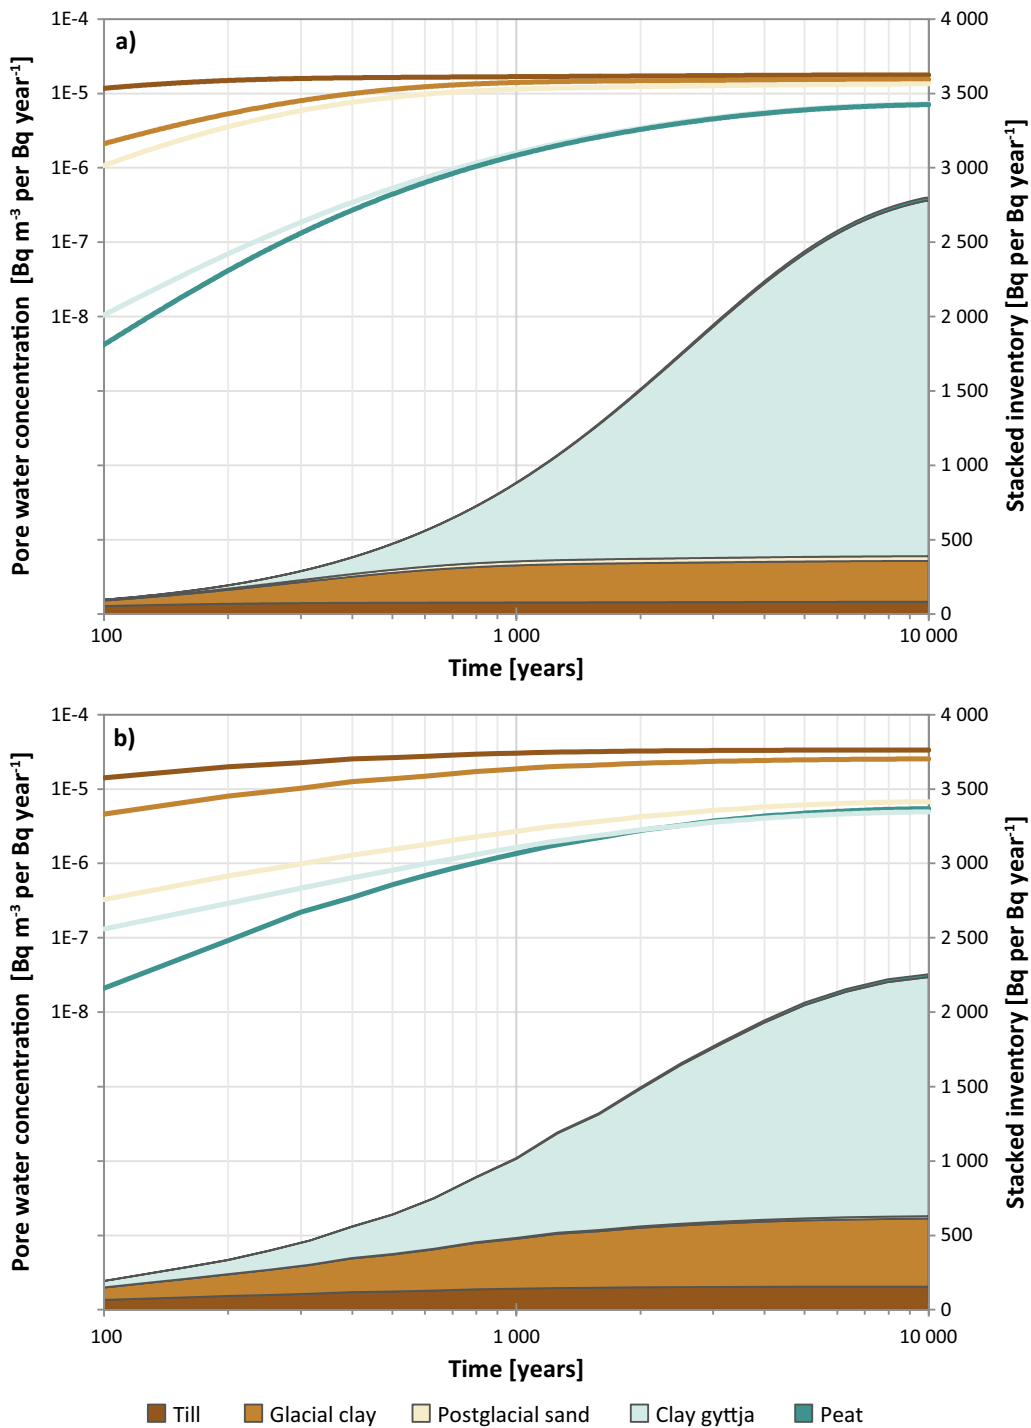 a)
Pore water concentration [Bq m-3 per Bq year-1]
1E-4
1E-5
1E-6
1E-7
1E-8
4 000
3 500
3 000
2 500
2 000
1 500
1 000
500
0
Stacked inventory [Bq per Bq year-1]
100
1 000
10 000
Time [years]
b)
Pore water concentration [Bq m-3 per Bq year-1]
1E-4
1E-5
1E-6
1E-7
1E-8
4 000
3 500
3 000
2 500
2 000
1 500
1 000
500
0
Stacked inventory [Bq per Bq year-1]
100
1 000
10 000
Time [years]
Till Glacial clay Postglacial sand Clay gyttja Peat